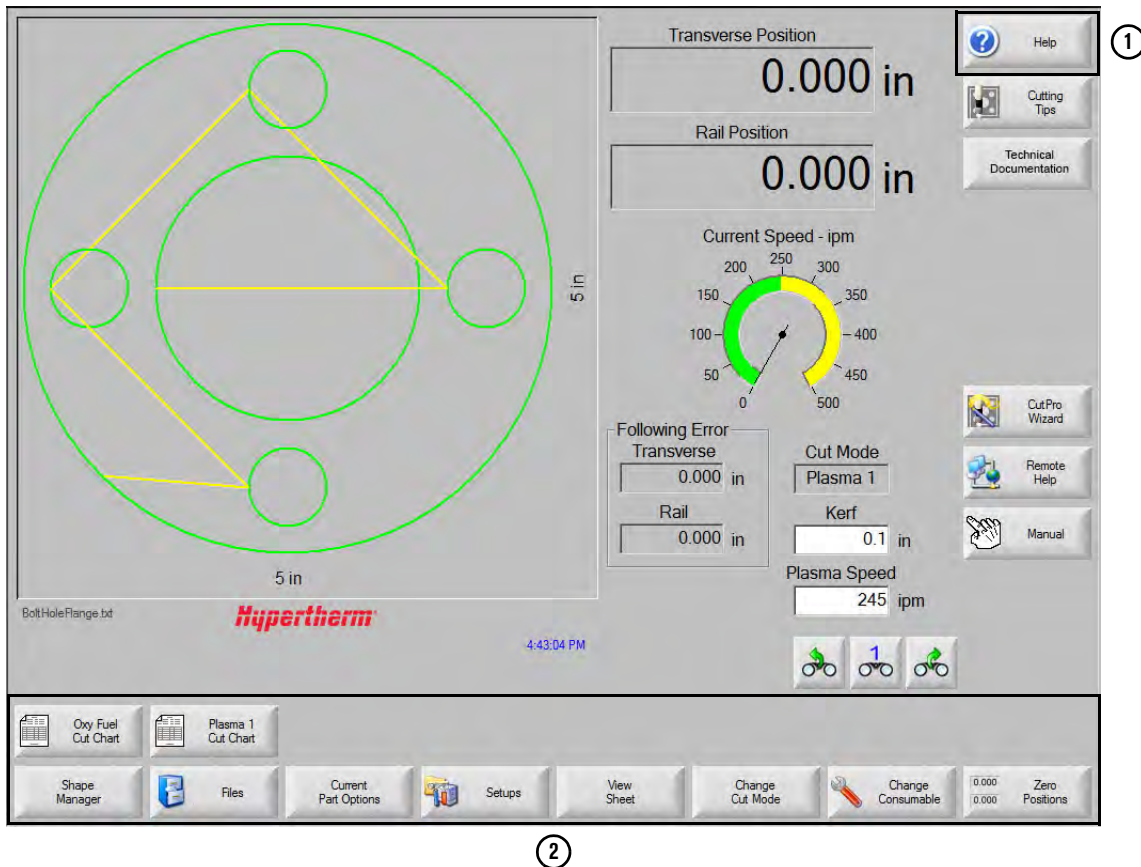 Transverse Position
0.000 in
Rail Position
0.000 in
Current Speed - ipm
0
50
100
150
200
250
300
350
400
450
500
Following Error
Transverse
0.000 in
Rail
0.000 in
Cut Mode
Plasma 1
Kerf
0.1 in
Plasma Speed
245 ipm
1
5 in
5 in
BoltHoleFlange.txt
Hypertherm
4:43:04 PM
Help
1
Cutting
Tips
Technical
Documentation
CutPro
Wizard
Remote
Help
Manual
Oxy Fuel
Cut Chart
Plasma 1
Cut Chart
Shape
Manager
Files
Current
Part Options
Setups
View
Sheet
Change
Cut Mode
Change
Consumable
0.000
0.000
Zero
Positions
2